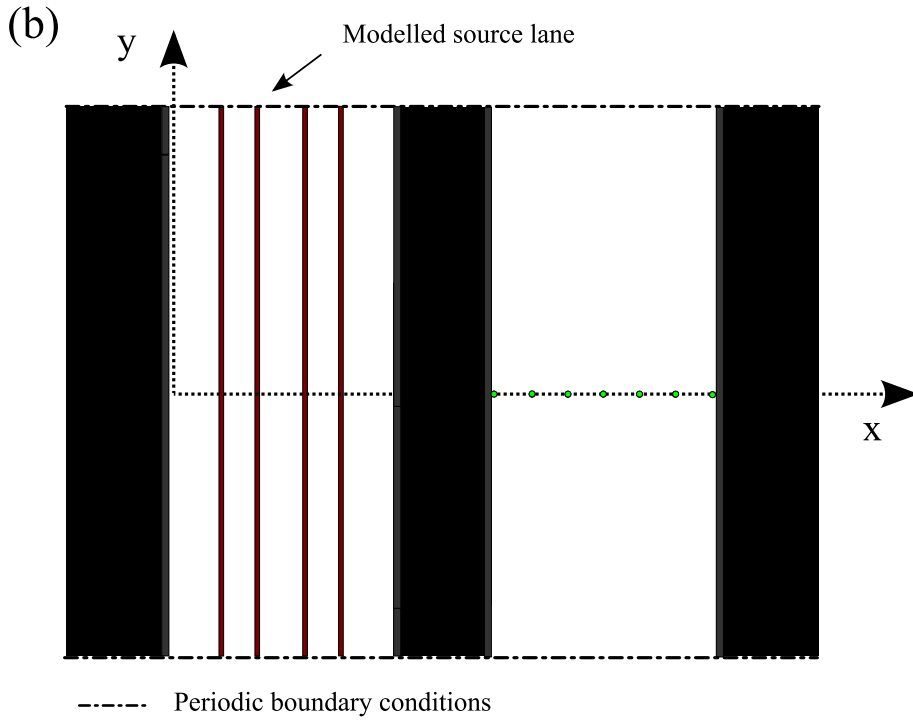 (b)
y
Modelled source lane
x
Periodic boundary conditions